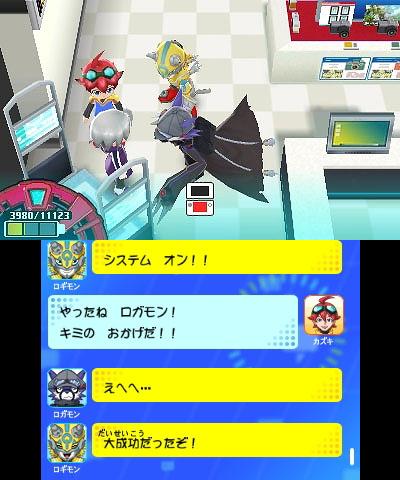 3980/11123
システム　オン！！
ロギモン
やったね　ロガモン！
キミの　おかげだ！！
カズキ
えへへ…
ロガモン
だいせいこう
大成功だったぞ！
ロギモン